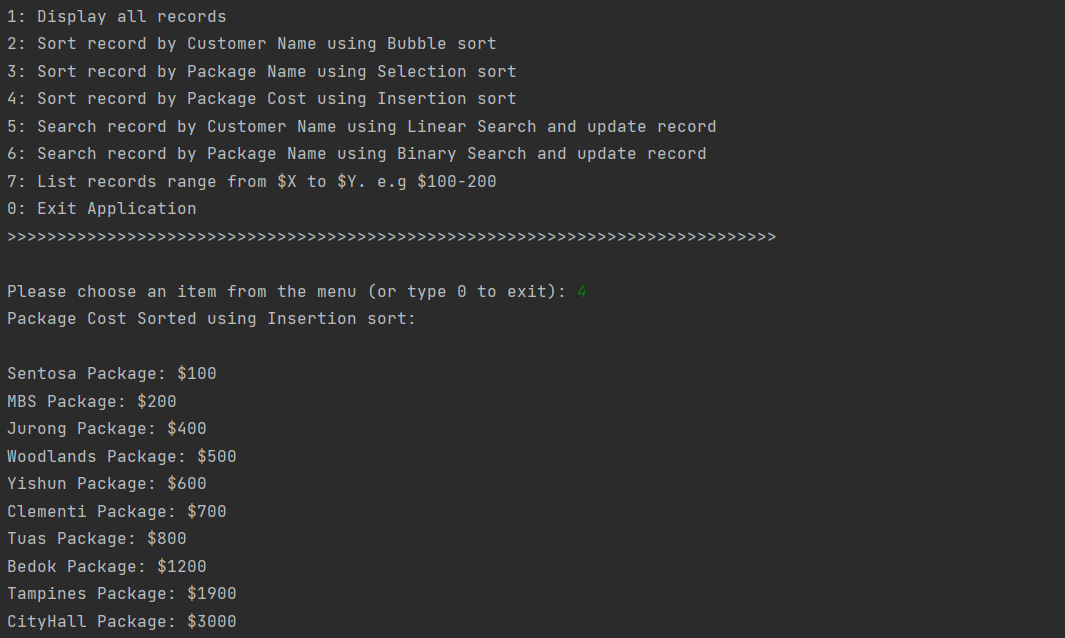 1: Display all records
2: Sort record by Customer Name using Bubble sort
3: Sort record by Package Name using Selection sort
4: Sort record by Package Cost using Insertion sort
5: Search record by Customer Name using Linear Search and update record
6: Search record by Package Name using Binary Search and update record
7: List records range from $X to $Y. e.g $100-200
0: Exit Application
>>>>>>>>>>>>>>>>>>>>>>>>>>>>>>>>>>>>>>>>>>>>>>>>>>>>>>>>>>>>>>>>>>>>>>>>>>>>>
Please choose an item from the menu (or type 0 to exit): 4
Package Cost Sorted using Insertion sort:
Sentosa Package: $100
MBS Package: $200
Jurong Package: $400
Woodlands Package: $500
Yishun Package: $600
Clementi Package: $700
Tuas Package: $800
Bedok Package: $1200
Tampines Package: $1900
CityHall Package: $3000